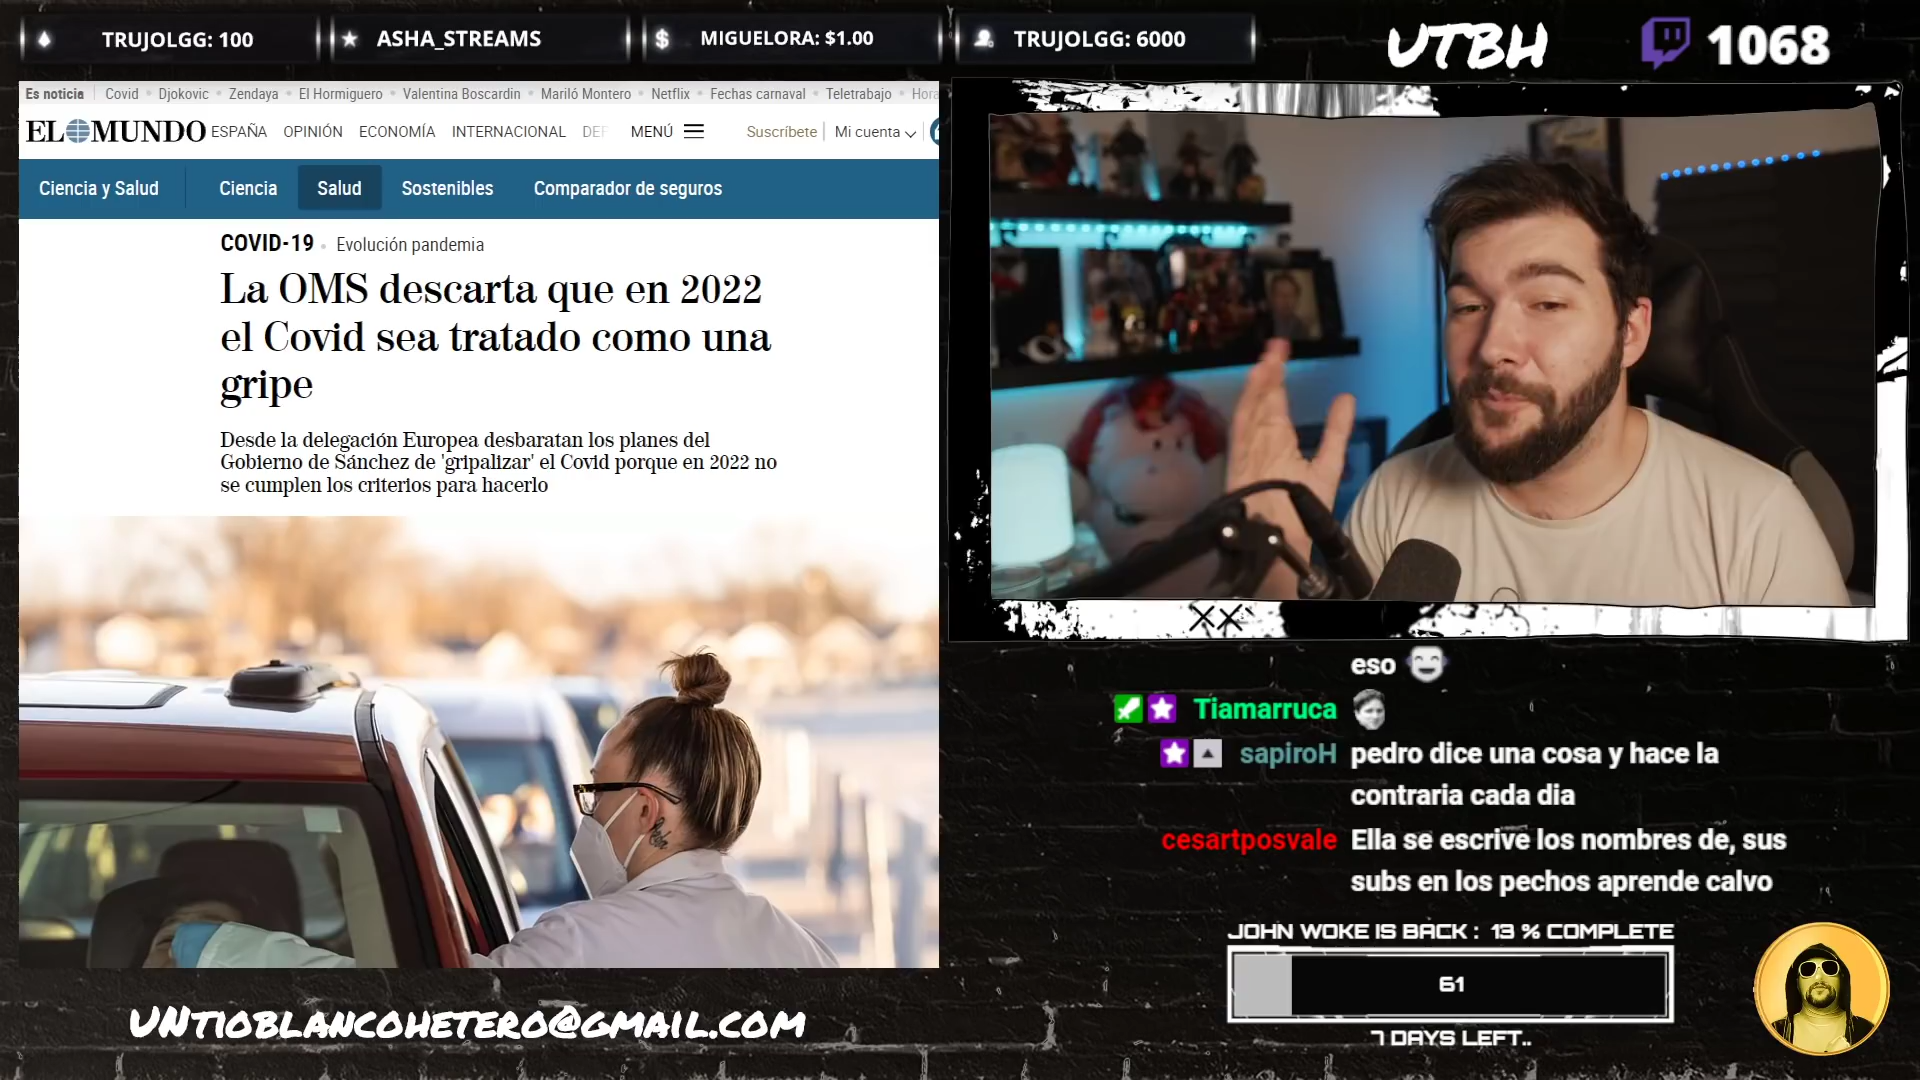 TRUJOLGG: 100
ASHA_STREAMS
$ MIGUELORA: $1.00
TRUJOLGG: 6000
UTBH
1068
Es noticia Covid • Djokovic • Zendaya • El Hormiguero • Valentina Boscardin • Mariló Montero • Netflix • Fechas carnaval • Teletrabajo • Hora
EL MUNDO ESPAÑA OPINIÓN ECONOMÍA INTERNACIONAL DEP MENÚ Suscríbete Mi cuenta
Ciencia y Salud Ciencia Salud Sostenibles Comparador de seguros
COVID-19 • Evolución pandemia
La OMS descarta que en 2022
el Covid sea tratado como una
gripe
Desde la delegación Europea desbaratan los planes del
Gobierno de Sánchez de 'gripalizar' el Covid porque en 2022 no
se cumplen los criterios para hacerlo
eso
Tiamarruca
sapiroH pedro dice una cosa y hace la
contraria cada dia
cesartposvale Ella se escrive los nombres de, sus
subs en los pechos aprende calvo
JOHN WOKE IS BACK : 13 % COMPLETE
61
7 DAYS LEFT..
UNTIOBLANCOHETERO@GMAIL.COM